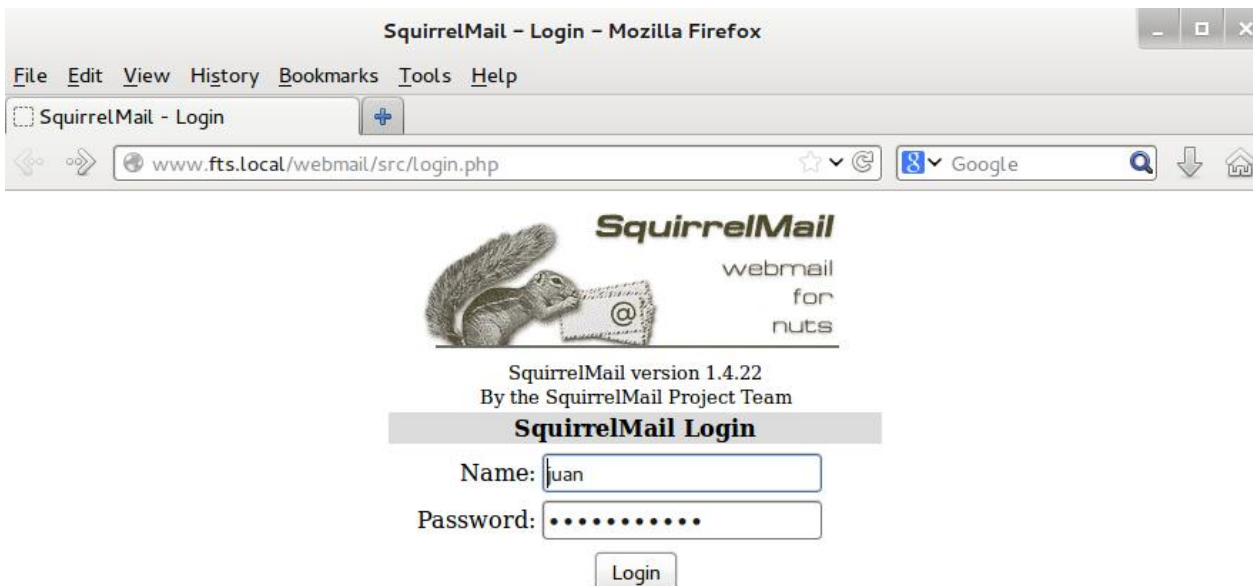 SquirrelMail – Login – Mozilla Firefox
File Edit View History Bookmarks Tools Help
SquirrelMail - Login
www.fts.local/webmail/src/login.php
Google
SquirrelMail
webmail
for
nuts
@
SquirrelMail version 1.4.22
By the SquirrelMail Project Team
SquirrelMail Login
Name: juan
Password: •••••••••••
Login